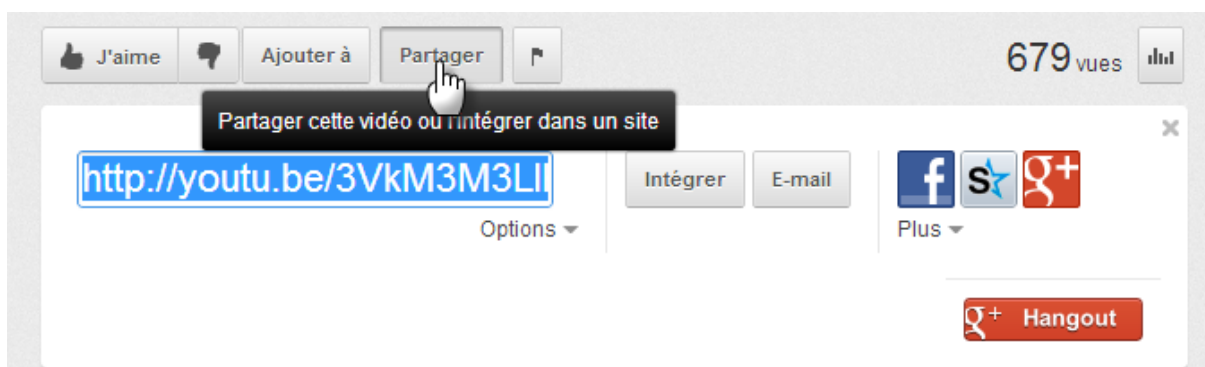 J'aime Ajouter à Partager 679 vues
Partager cette vidéo ou l'intégrer dans un site
http://youtu.be/3VkM3M3LI
Intégrer E-mail
Options Plus
g+ Hangout